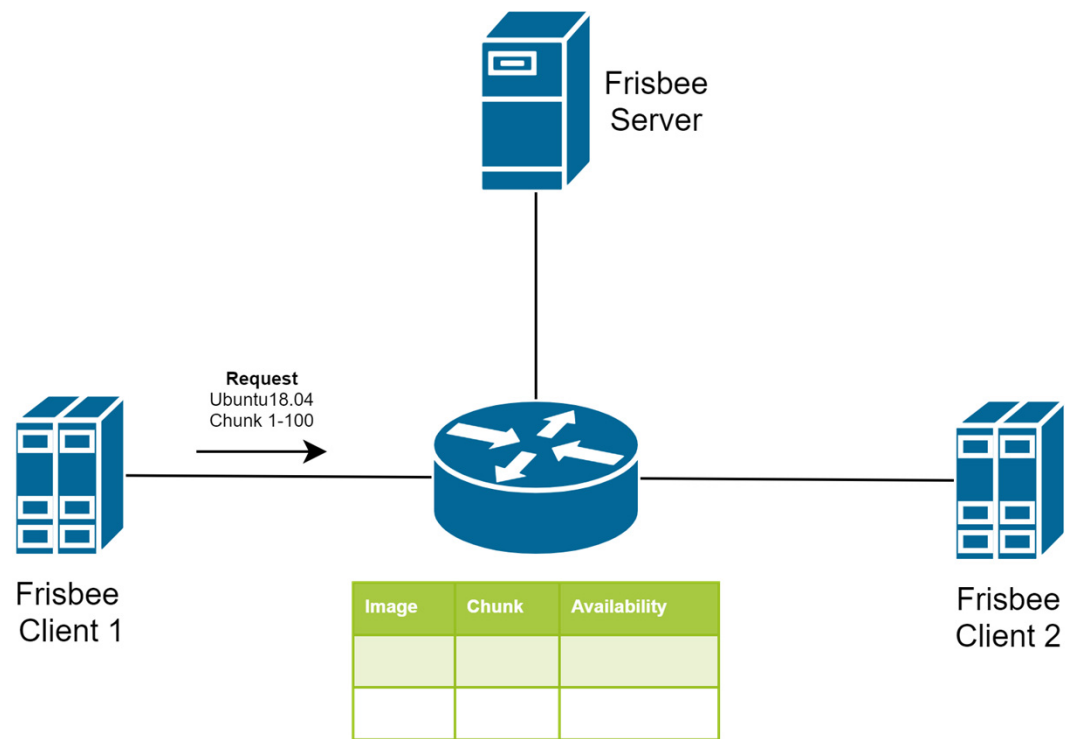 Frisbee
Server
Request
Ubuntu18.04
Chunk 1-100
Frisbee
Client 1
Image Chunk Availability
Frisbee
Client 2